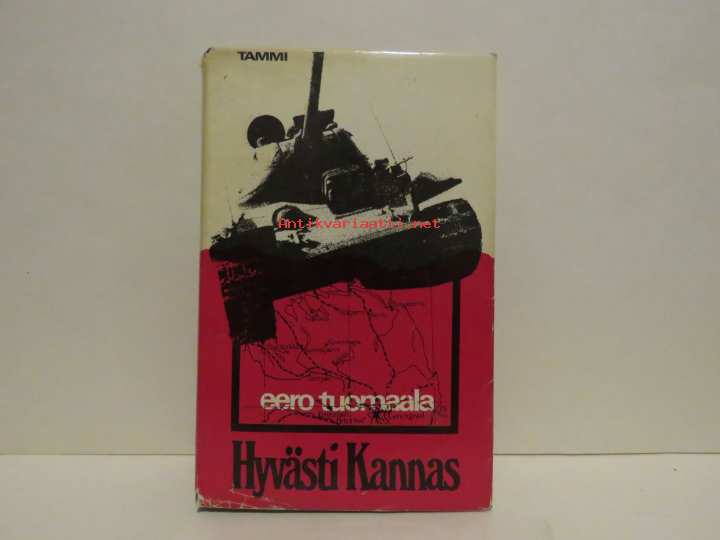 TAMMI
Antikvariaatti.net
eero tuomaala
Hyvästi Kannas